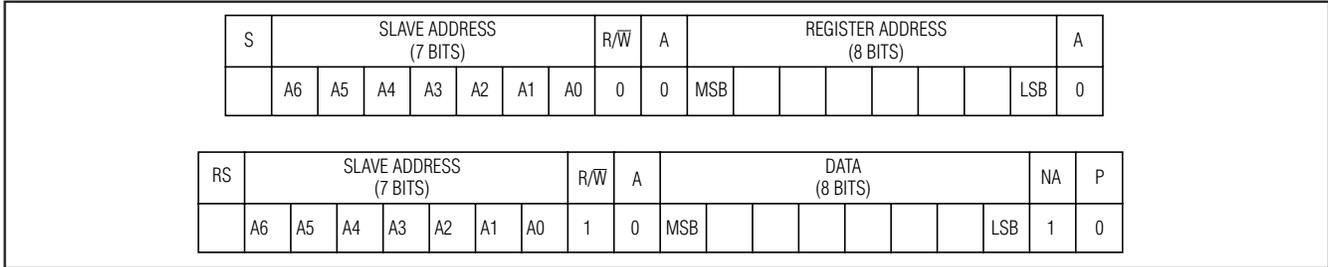 S SLAVE ADDRESS (7 BITS) R/W̅ A REGISTER ADDRESS (8 BITS) A
A6 A5 A4 A3 A2 A1 A0 0 0 MSB LSB 0
RS SLAVE ADDRESS (7 BITS) R/W̅ A DATA (8 BITS) NA P
A6 A5 A4 A3 A2 A1 A0 1 0 MSB LSB 1 0